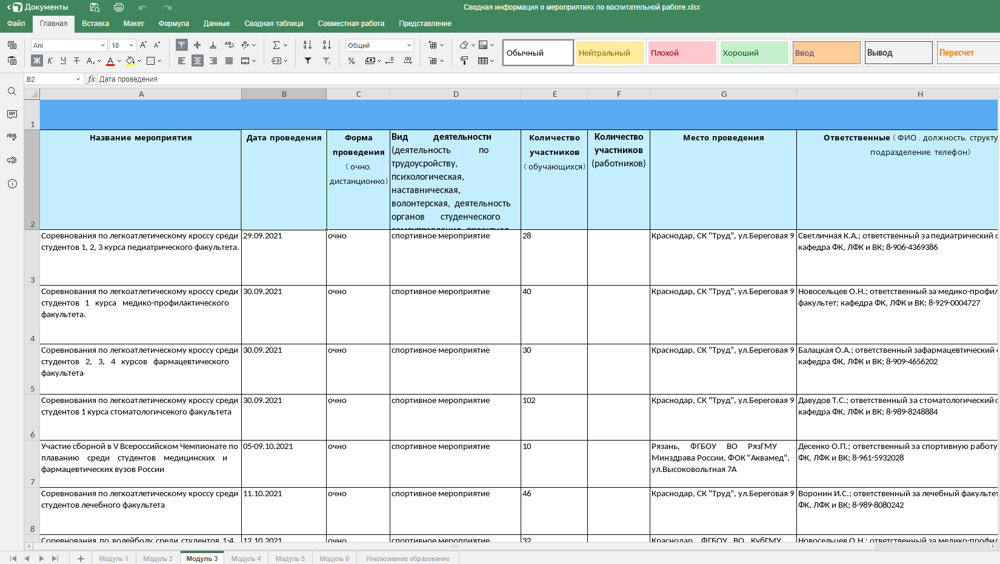 Документы
Сводная информация о мероприятиях по воспитательной работе.xlsx
Файл Главная Вставка Макет Формула Данные Сводная таблица Совместная работа Представление
Ani 10 Общий
Обычный Нейтральный Плохой Хороший Ввод Вывод Пересчет
B2 fx Дата проведения
A B C D E F G H
1
2
Название мероприятия
Дата проведения
Форма
проведения
( очно,
дистанционно)
Вид деятельности
(деятельность по
трудоусройству,
психологическая,
наставническая,
волонтерская, деятельность
органов студенческого
самоуправления, проектная
Количество
участников
( обучающихся)
Количество
участников
(работников)
Место проведения
Ответственные ( ФИО , должность, структу
подразделение, телефон)
3
Соревнования по легкоатлетическому кроссу среди
студентов 1, 2, 3 курса педиатрического факультета.
29.09.2021
очно
спортивное мероприятие
28
Краснодар, СК "Труд", ул.Береговая 9
Светличная К.А.; ответственный за педиатрический
кафедра ФК, ЛФК и ВК; 8-906-4369386
4
Соревнования по легкоатлетическому кроссу среди
студентов 1 курса медико-профилактического
факультета.
30.09.2021
очно
спортивное мероприятие
40
Краснодар, СК "Труд", ул.Береговая 9
Новосельцев О.Н.; ответственный за медико-профил
факультет; кафедра ФК, ЛФК и ВК; 8-929-0004727
5
Соревнования по легкоатлетическому кроссу среди
студентов 2, 3, 4 курсов фармацевтического
факультета
30.09.2021
очно
спортивное мероприятие
30
Краснодар, СК "Труд", ул.Береговая 9
Балацкая О.А.; ответственный зафармацевтический
кафедра ФК, ЛФК и ВК; 8-909-4656202
6
Соревнования по легкоатлетическому кроссу среди
студентов 1 курса стоматологичсекого факультета
30.09.2021
очно
спортивное мероприятие
102
Краснодар, СК "Труд", ул.Береговая 9
Давудов Т.С.; ответственный за стоматологический
кафедра ФК, ЛФК и ВК; 8-989-8248884
7
Участие сборной в V Всероссийском Чемпионате по
плаванию среди студентов медицинских и
фармацевтических вузов России
05-09.10.2021
очно
спортивное мероприятие
10
Рязань, ФГБОУ ВО РязГМУ
Минздрава России, ФОК "Аквамед",
ул.Высоковольтная 7А
Десенко О.П.; ответственный за спортивную работу
ФК, ЛФК и ВК; 8-961-5932028
8
Соревнования по легкоатлетическому кроссу среди
студентов лечебного факультета
11.10.2021
очно
спортивное мероприятие
46
Краснодар, СК "Труд", ул.Береговая 9
Воронин И.С.; ответственный за лечебный факультет
ФК, ЛФК и ВК; 8-989-8080242
Соревнования по волейболу среди студентов 1-4
12.10.2021
очно
спортивное мероприятие
32
Краснодар, ФГБОУ ВО КубГМУ
Новосельцев О.Н.; ответственный за медико-профил
Модуль 1 Модуль 2 Модуль 3 Модуль 4 Модуль 5 Модуль 6 Инклюзивное образование